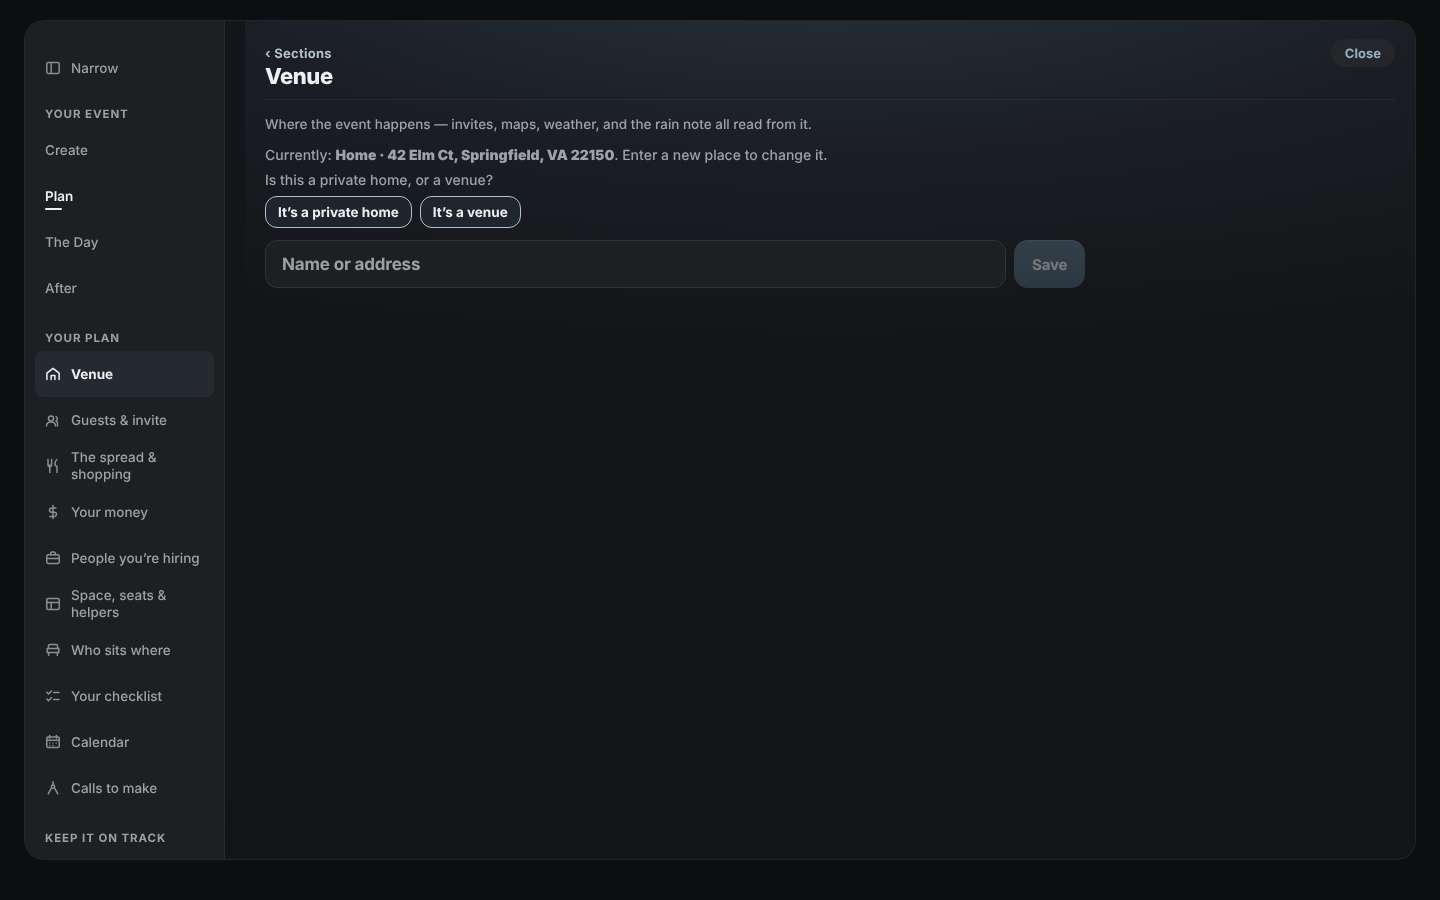 Narrow
YOUR EVENT
Create
Plan
The Day
After
YOUR PLAN
Venue
Guests & invite
The spread &
shopping
Your money
People you’re hiring
Space, seats &
helpers
Who sits where
Your checklist
Calendar
Calls to make
KEEP IT ON TRACK
‹ Sections
Venue
Close
Where the event happens — invites, maps, weather, and the rain note all read from it.
Currently: Home · 42 Elm Ct, Springfield, VA 22150. Enter a new place to change it.
Is this a private home, or a venue?
It’s a private home
It’s a venue
Name or address
Save